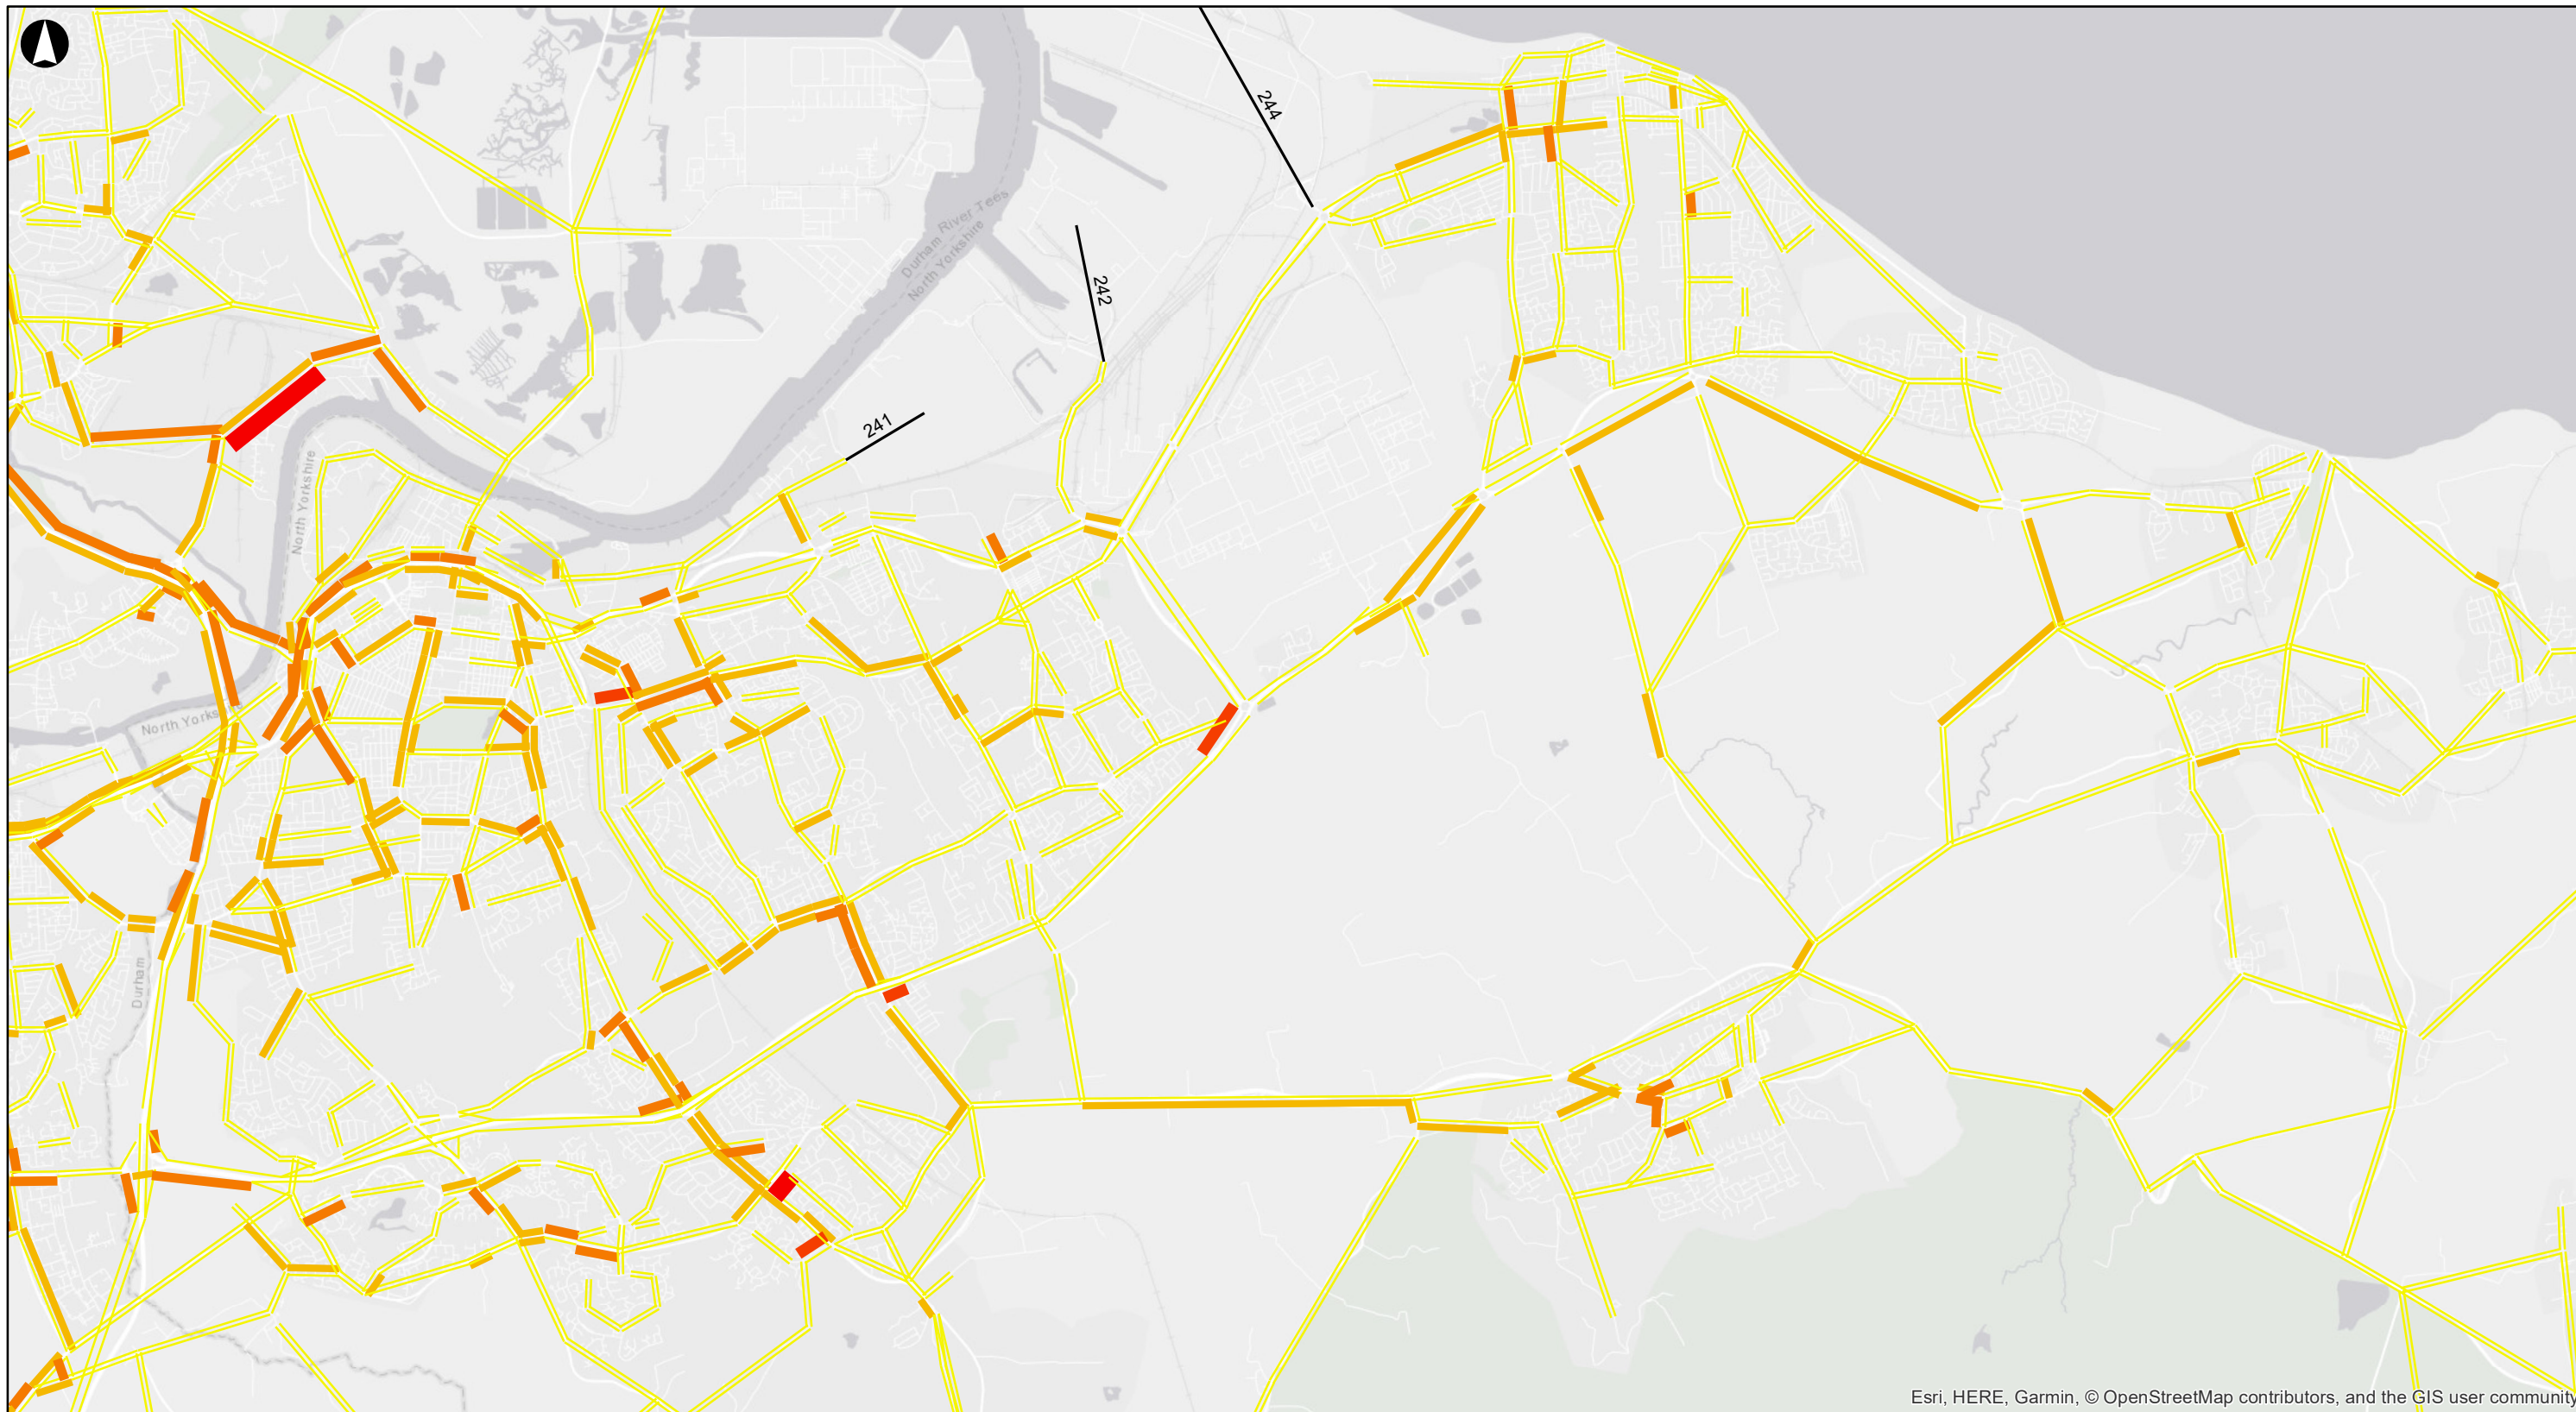 244
Durham River Tees
North Yorkshire
242
241
North Yorkshire
North Yorks
Durham
Esri, HERE, Garmin, © OpenStreetMap contributors, and the GIS user community